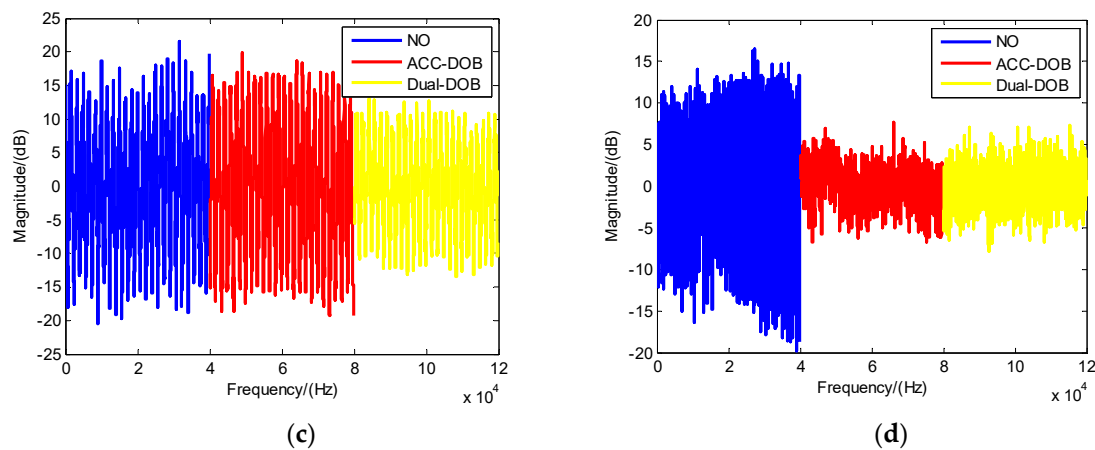 25
20
15
10
5
0
-5
-10
-15
-20
-25
Magnitude/(dB)
0
2
4
6
8
10
12
x 10^4
Frequency/(Hz)
NO
ACC-DOB
Dual-DOB
(c)
20
15
10
5
0
-5
-10
-15
-20
Magnitude/(dB)
0
2
4
6
8
10
12
x 10^4
Frequency/(Hz)
NO
ACC-DOB
Dual-DOB
(d)